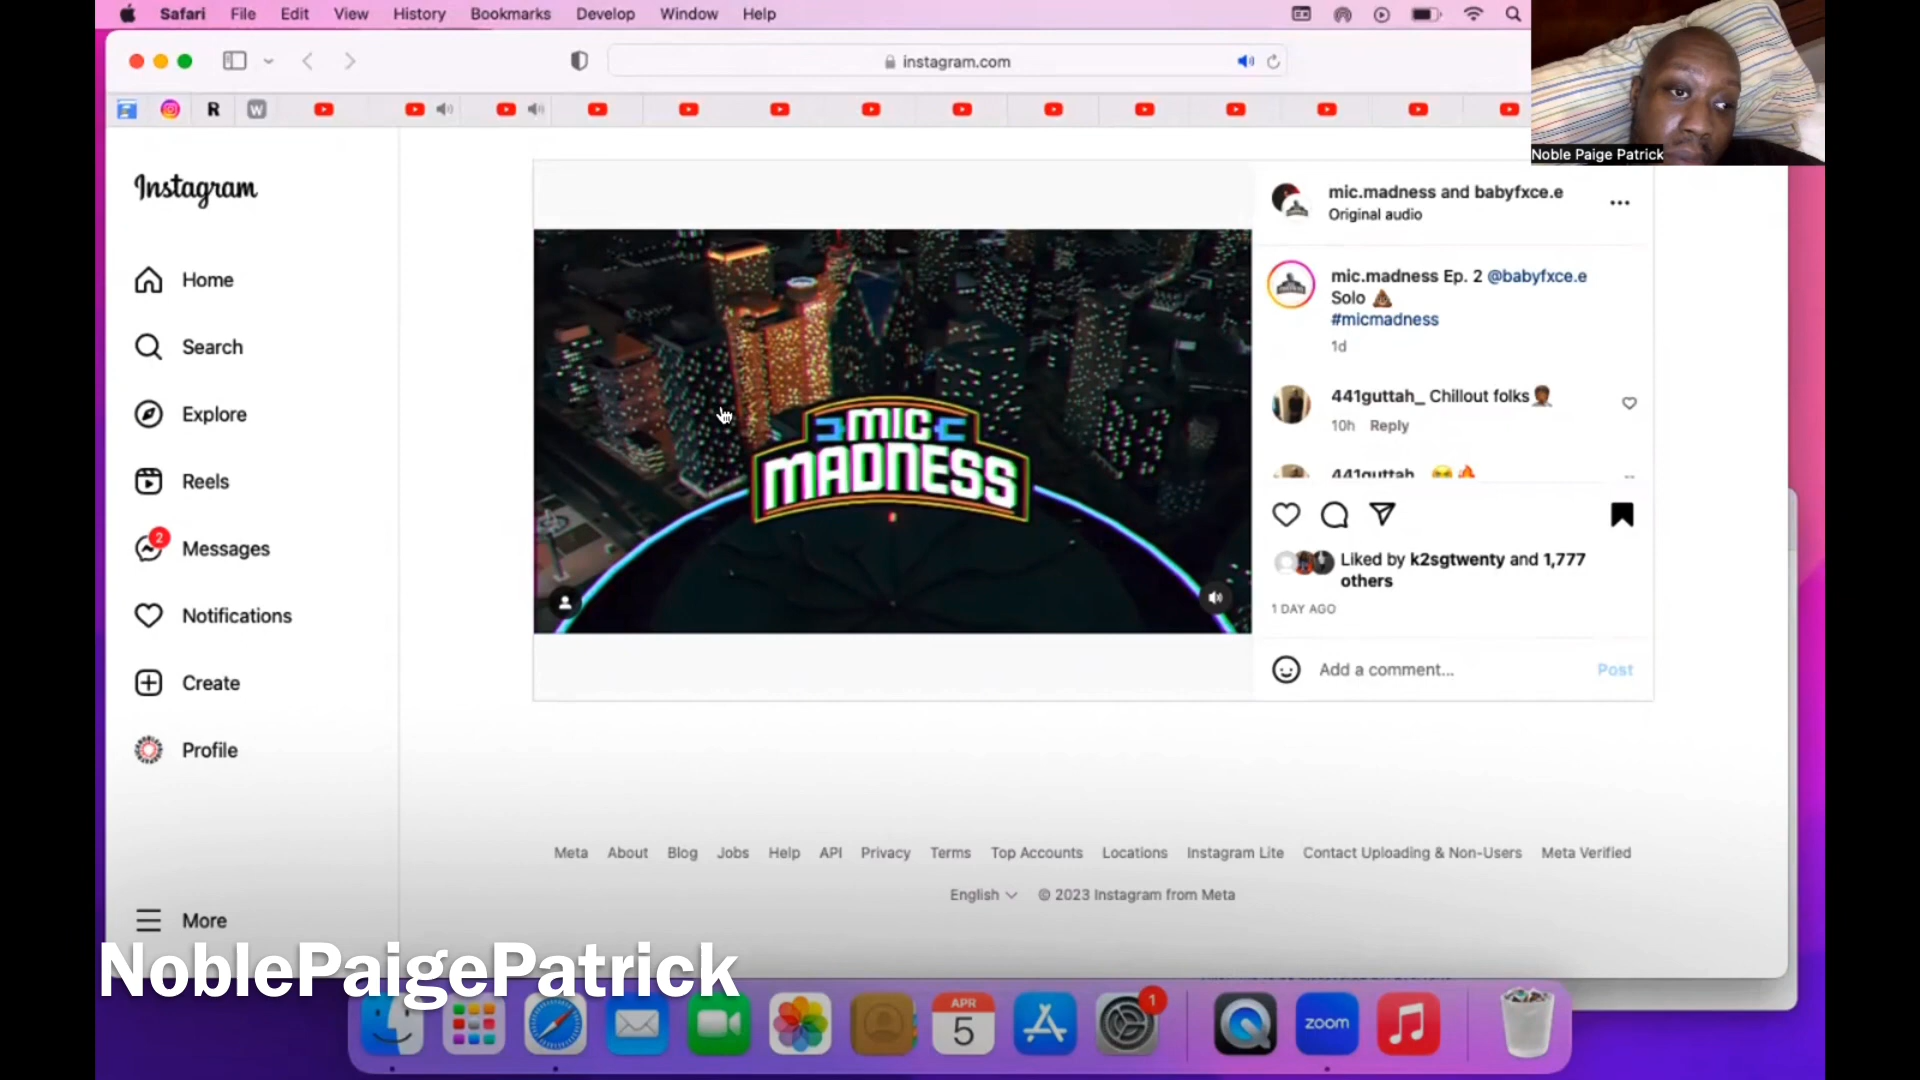 Safari File Edit View History Bookmarks Develop Window Help
instagram.com
R W
Noble Paige Patrick
Instagram
Home
Search
Explore
Reels
2
Messages
Notifications
Create
Profile
More
MIC
MADNESS
mic.madness and babyfxce.e
Original audio
mic.madness Ep. 2 @babyfxce.e
Solo 💩
#micmadness
1d
441guttah_ Chillout folks
10h Reply
441guttah_ 😂🔥
Liked by k2sgtwenty and 1,777
others
1 DAY AGO
Add a comment... Post
Meta About Blog Jobs Help API Privacy Terms Top Accounts Locations Instagram Lite Contact Uploading & Non-Users Meta Verified
English © 2023 Instagram from Meta
NoblePaigePatrick
APR
5
1
zoom